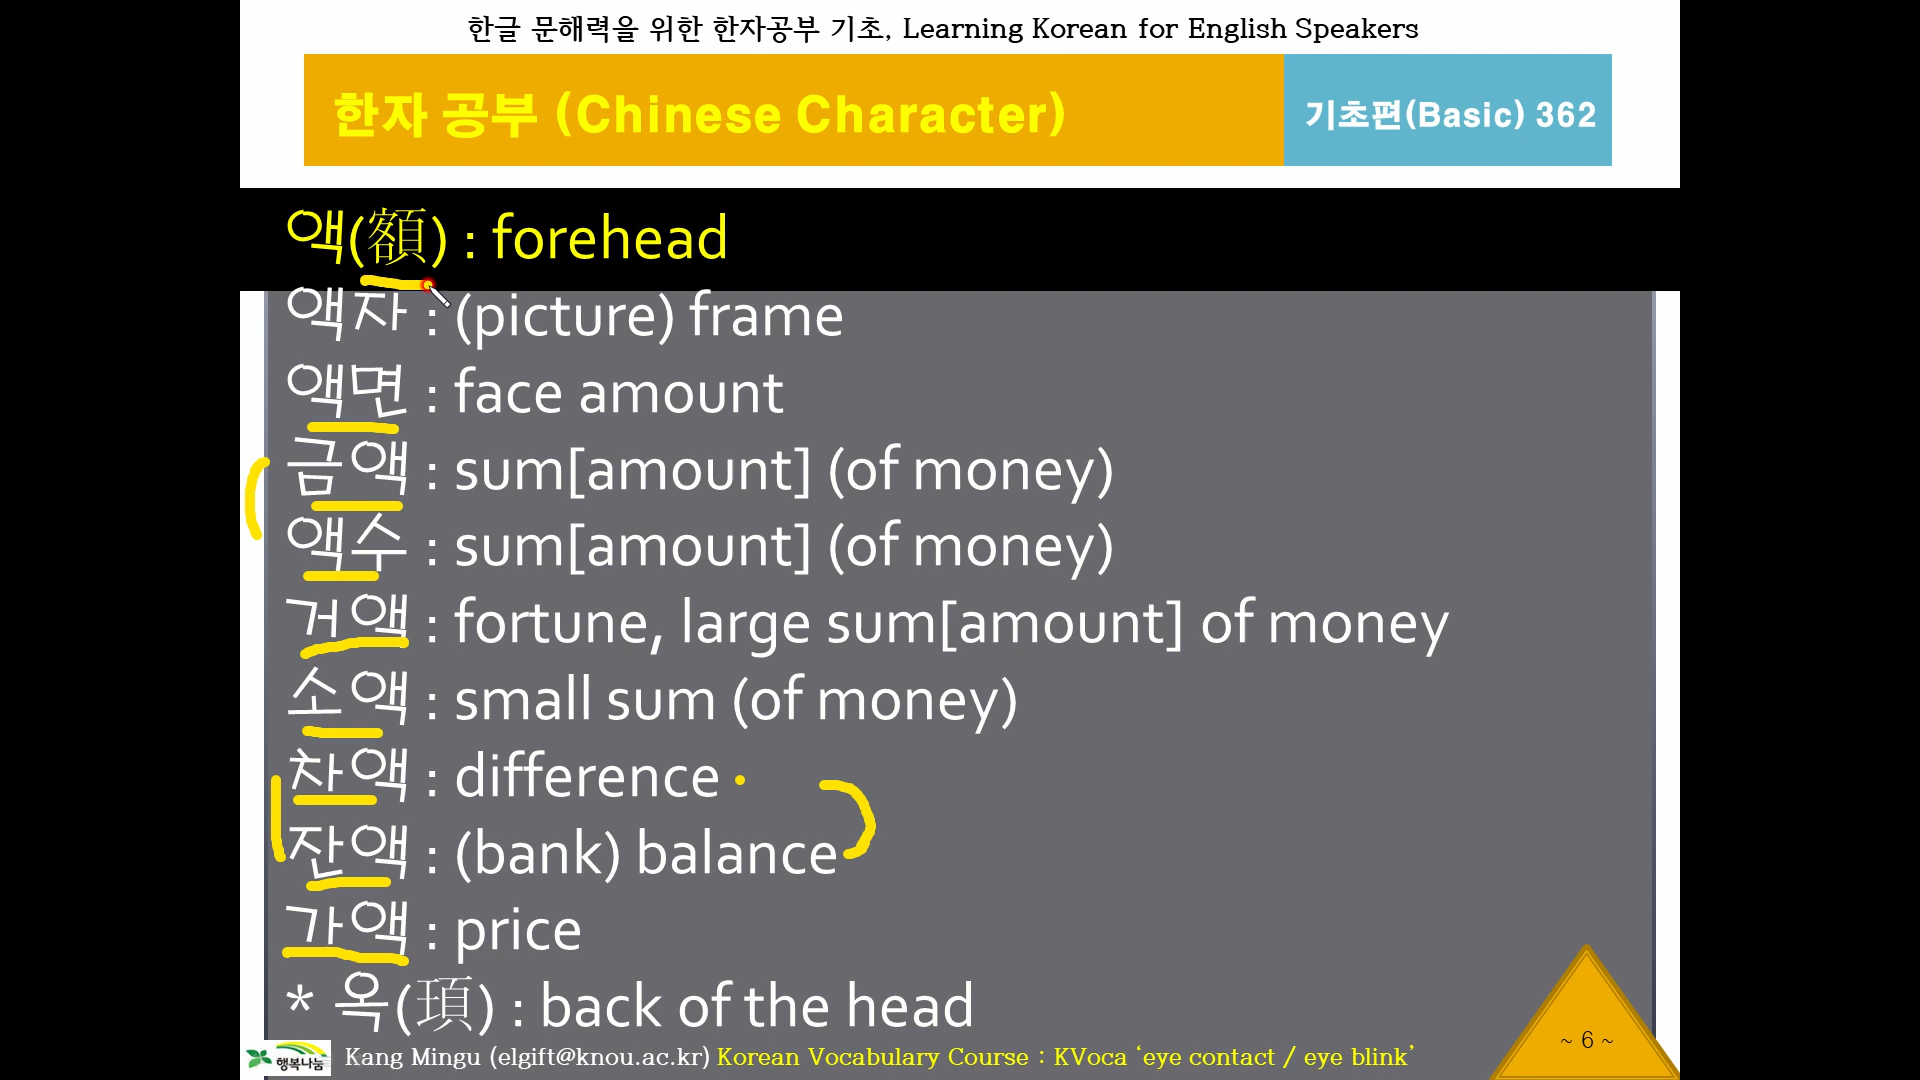 한글 문해력을 위한 한자공부 기초, Learning Korean for English Speakers
한자 공부 (Chinese Character)
기초편(Basic) 362
액(額) : forehead
액자 : (picture) frame
액면 : face amount
금액 : sum[amount] (of money)
액수 : sum[amount] (of money)
거액 : fortune, large sum[amount] of money
소액 : small sum (of money)
차액 : difference
잔액 : (bank) balance
가액 : price
* 옥(頊) : back of the head
~ 6 ~
행복나눔
Kang Mingu (elgift@knou.ac.kr) Korean Vocabulary Course : KVoca ‘eye contact / eye blink’